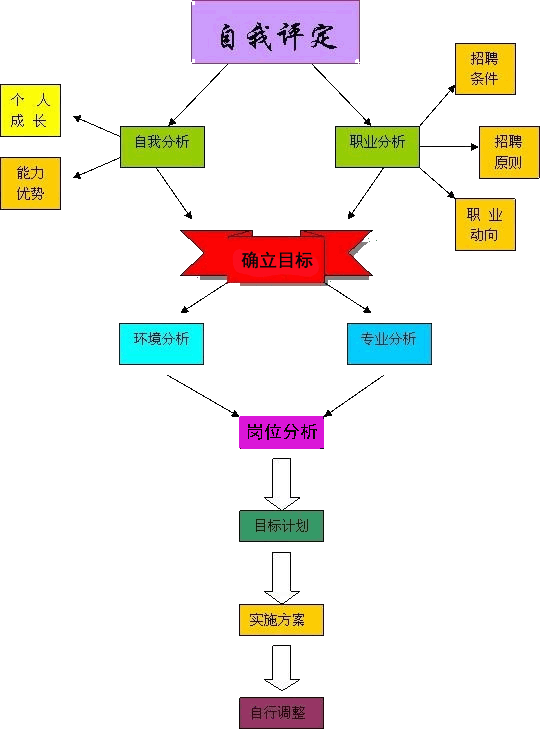 自我评定
招聘
条件
个 人
成 长
自我分析
职业分析
招聘
原则
能力
优势
职 业
动向
确立目标
环境分析
专业分析
岗位分析
目标计划
实施方案
自行调整